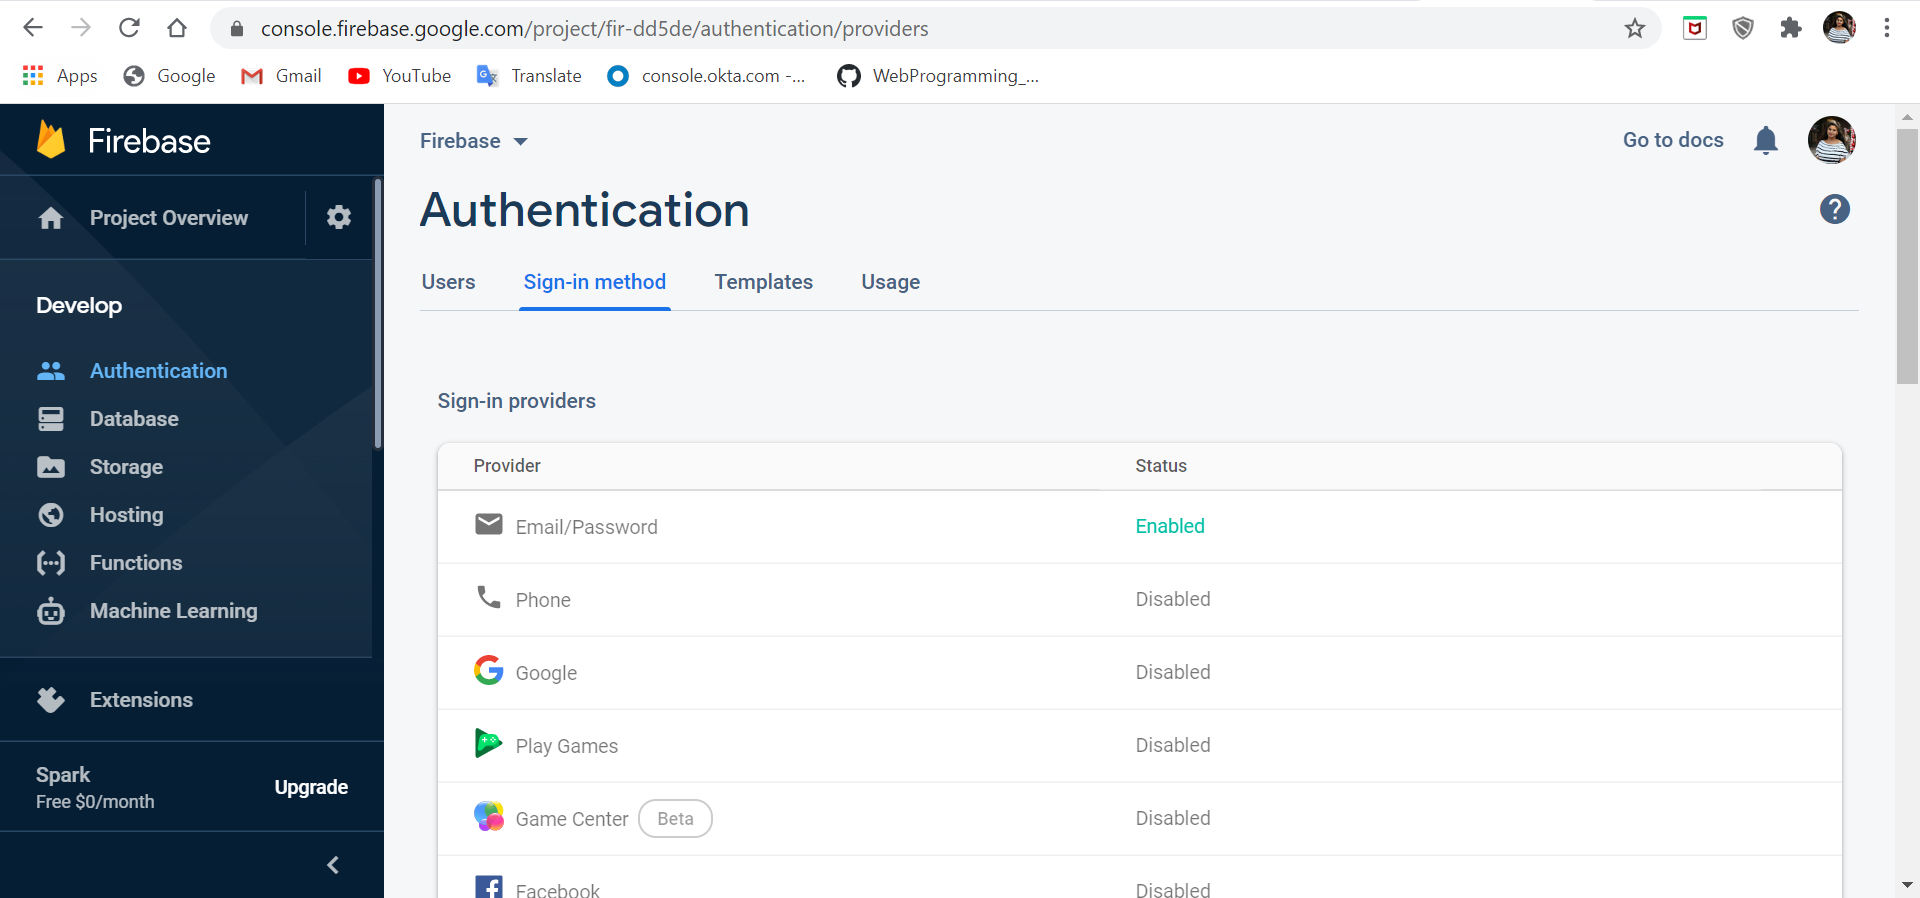 console.firebase.google.com/project/fir-dd5de/authentication/providers
Apps Google Gmail YouTube Translate console.okta.com -... WebProgramming_...
Firebase
Project Overview
Develop
Authentication
Database
Storage
Hosting
Functions
Machine Learning
Extensions
Spark
Free $0/month
Upgrade
Firebase
Go to docs
Authentication
?
Users Sign-in method Templates Usage
Sign-in providers
Provider Status
Email/Password Enabled
Phone Disabled
Google Disabled
Play Games Disabled
Game Center Beta Disabled
Facebook Disabled